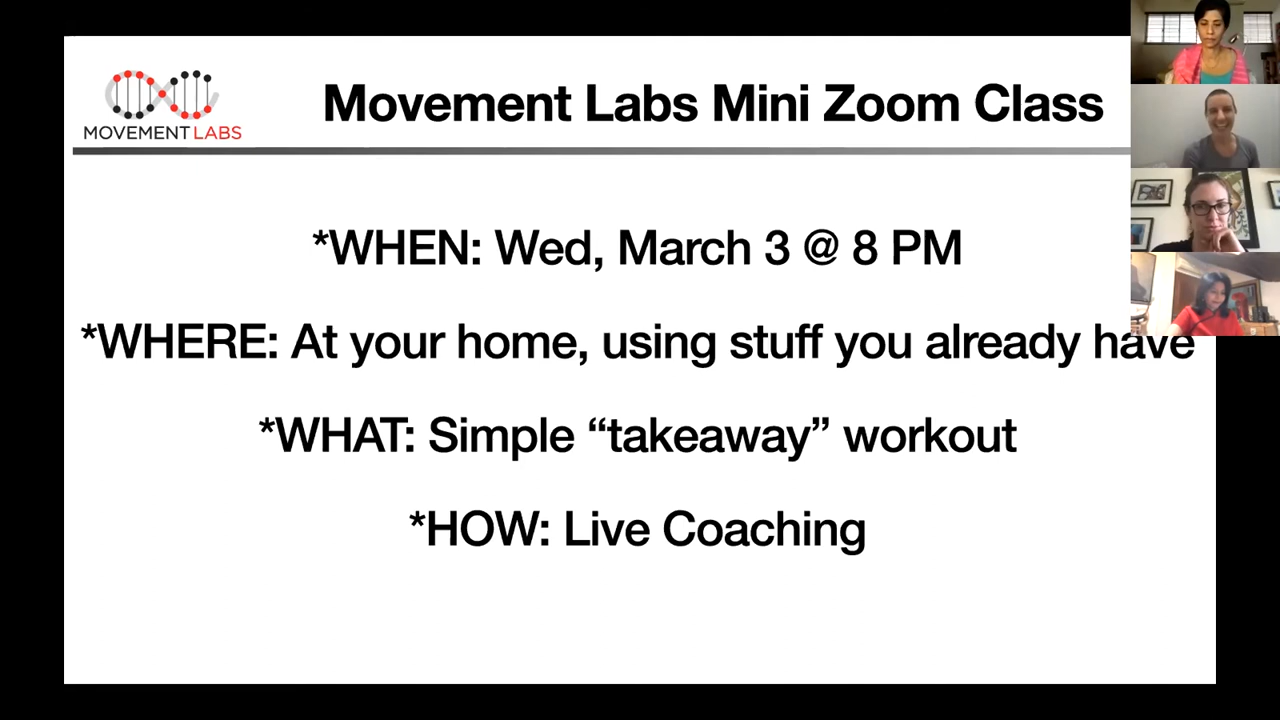 MOVEMENT LABS
Movement Labs Mini Zoom Class
*WHEN: Wed, March 3 @ 8 PM
*WHERE: At your home, using stuff you already have
*WHAT: Simple “takeaway” workout
*HOW: Live Coaching